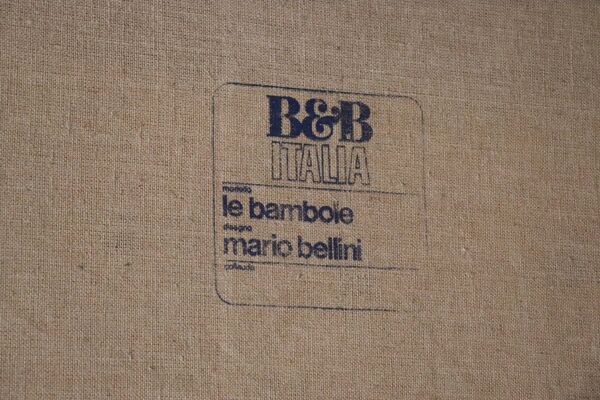 B&B
ITALIA
modello
le bambole
disegno
mario bellini
collaudo